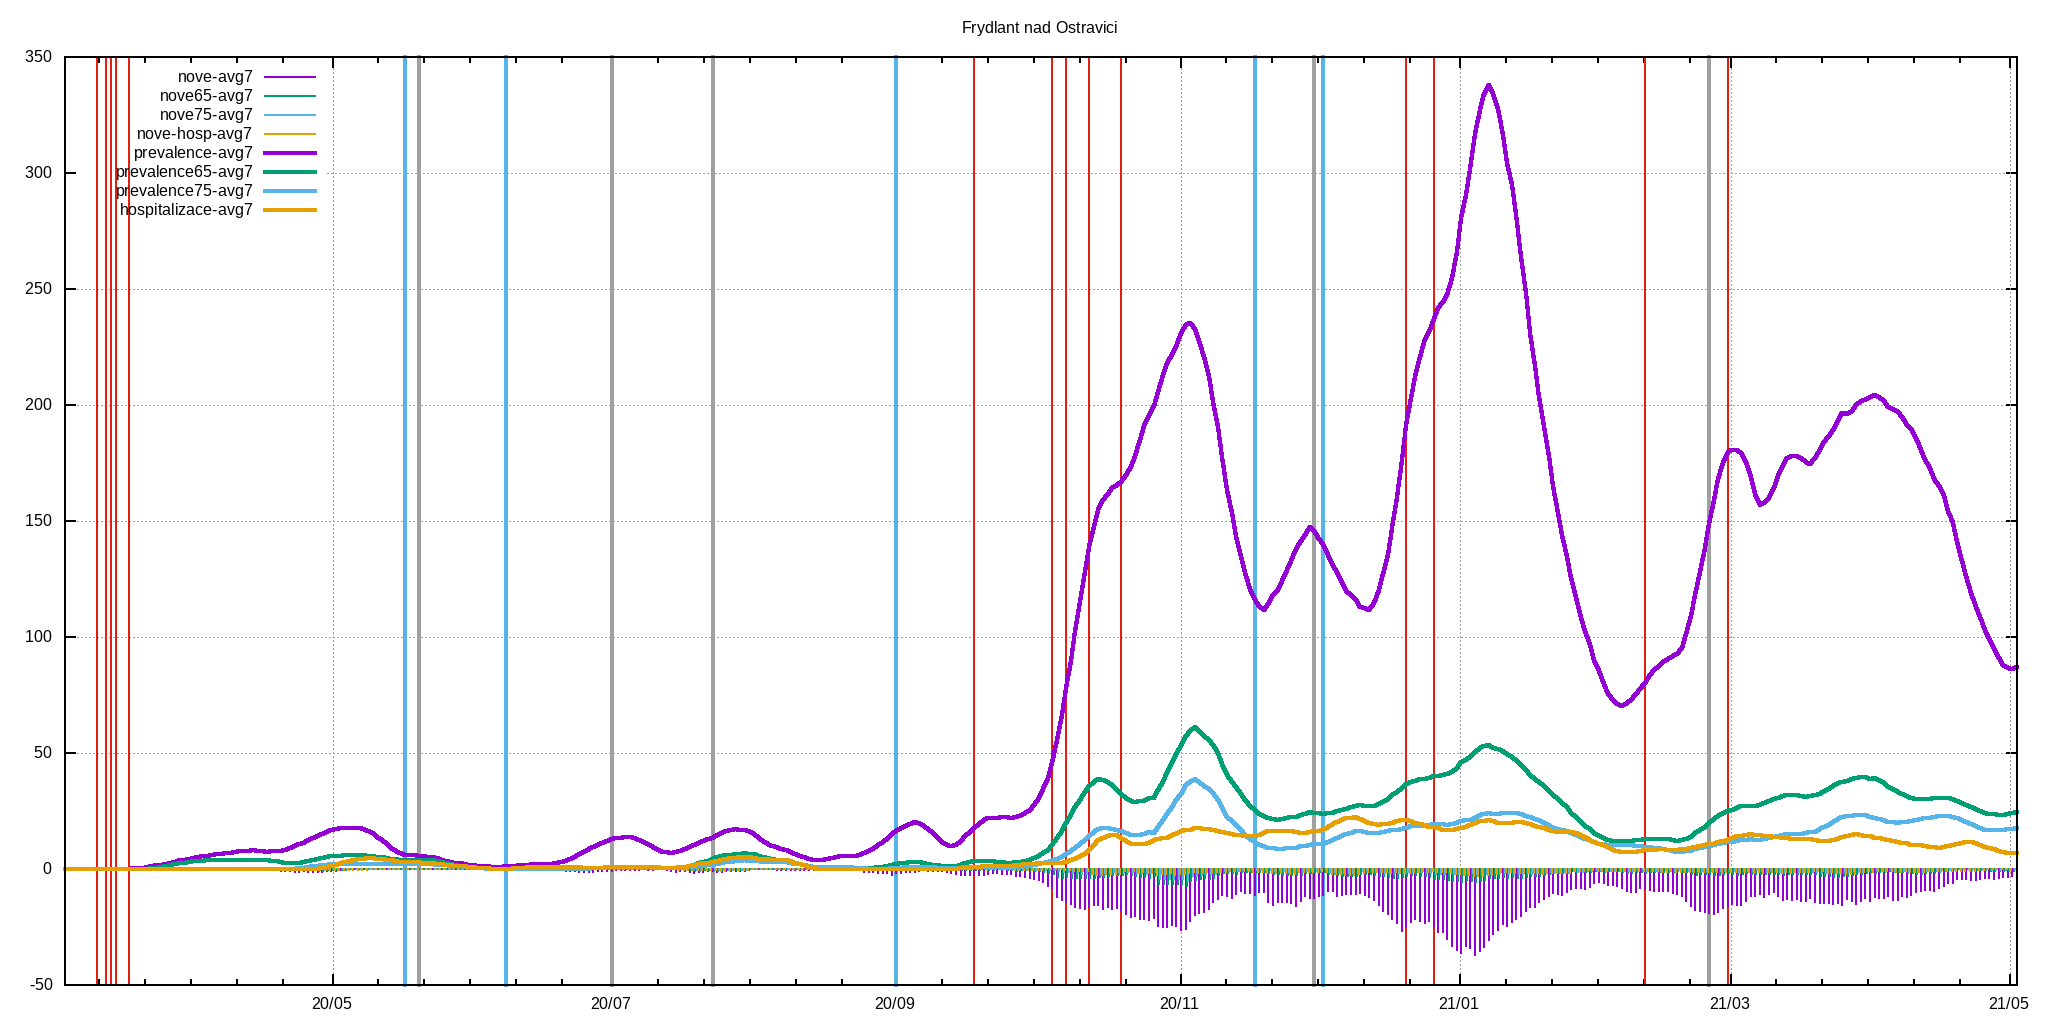 Frydlant nad Ostravici
350
300
250
200
150
100
50
0
-50
nove-avg7
nove65-avg7
nove75-avg7
nove-hosp-avg7
prevalence-avg7
prevalence65-avg7
prevalence75-avg7
hospitalizace-avg7
20/05 20/07 20/09 20/11 21/01 21/03 21/05